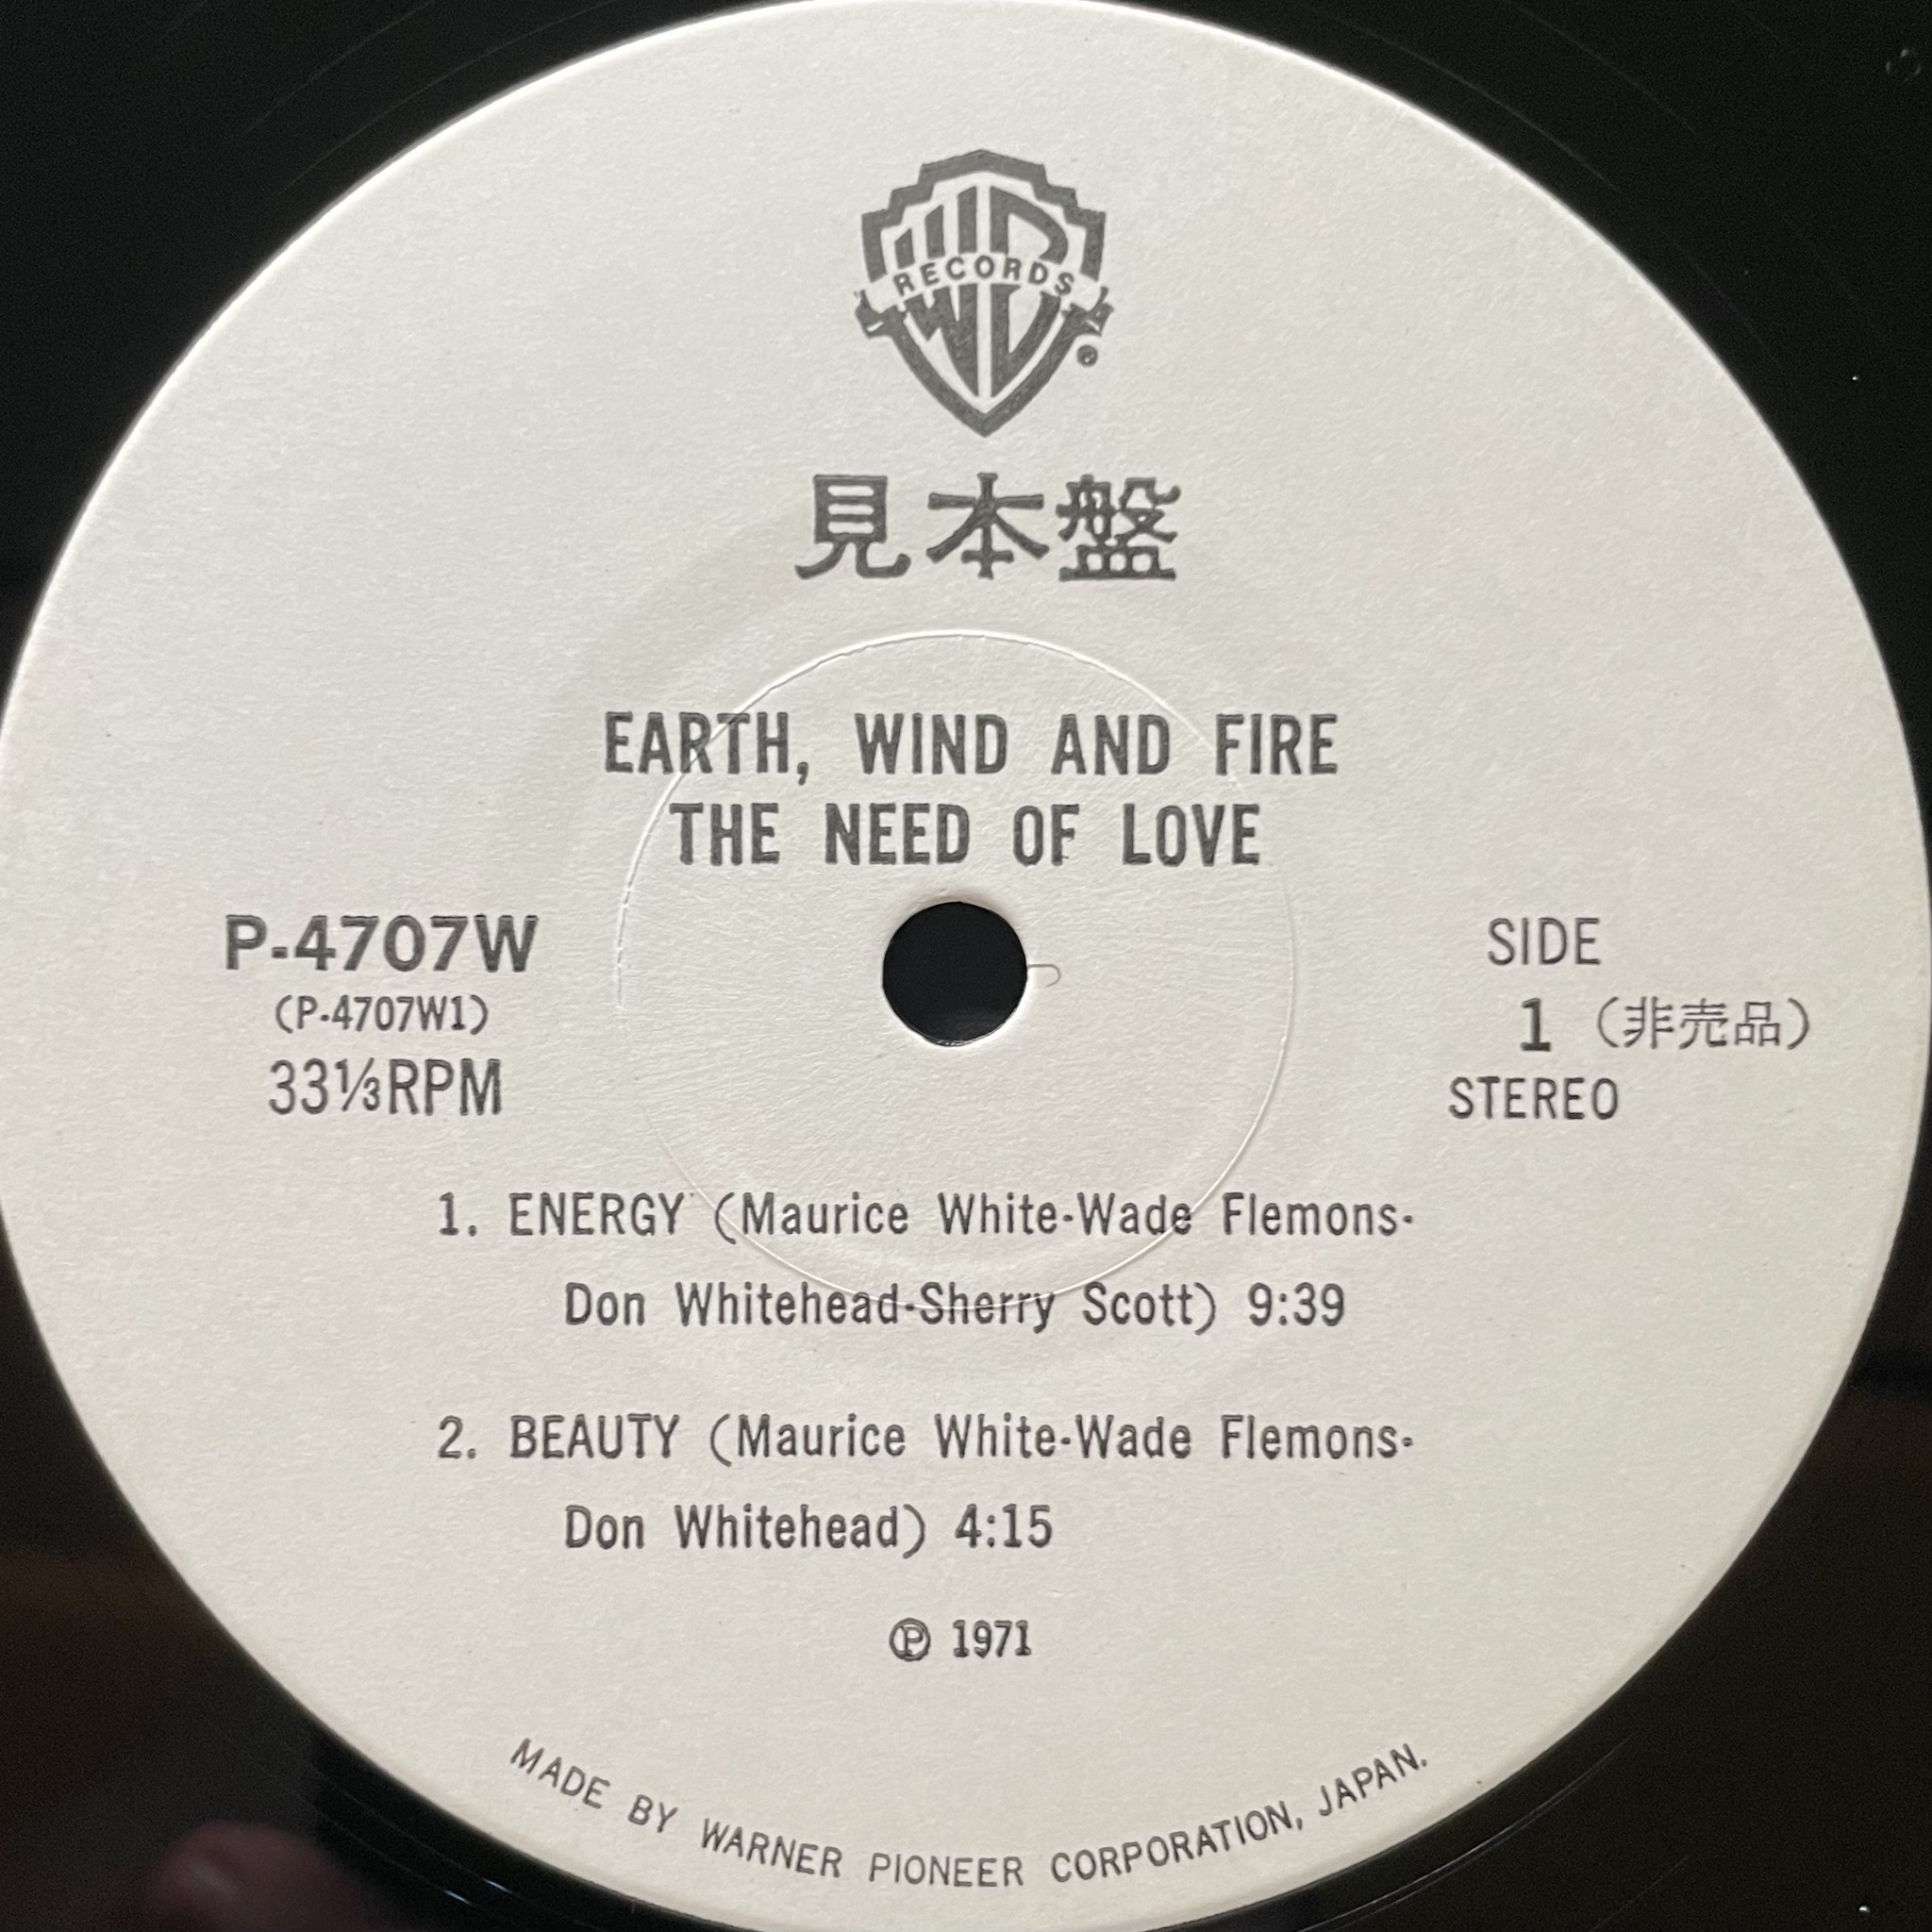 WB
RECORDS
®
見本盤
EARTH, WIND AND FIRE
THE NEED OF LOVE
P-4707W
(P-4707W1)
33⅓RPM
SIDE
1 (非売品)
STEREO
1. ENERGY (Maurice White-Wade Flemons-
Don Whitehead-Sherry Scott) 9:39
2. BEAUTY (Maurice White-Wade Flemons-
Don Whitehead) 4:15
℗ 1971
MADE BY WARNER PIONEER CORPORATION, JAPAN.